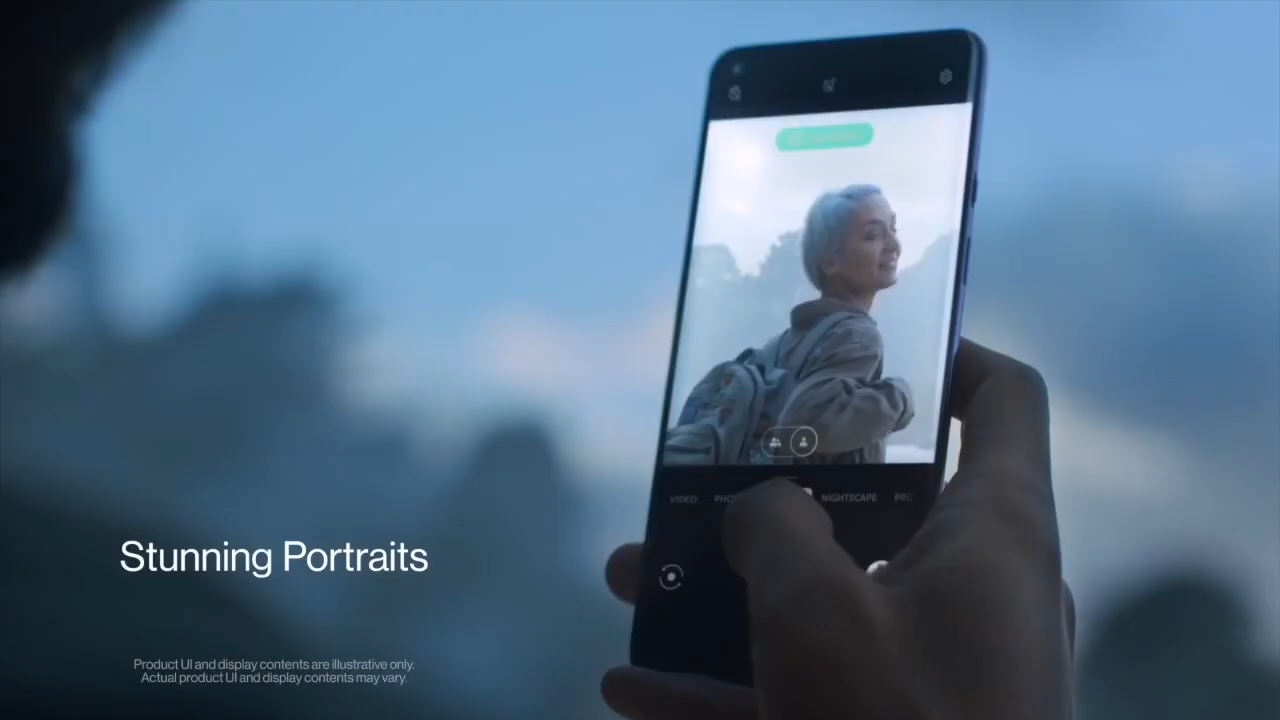 VIDEO
NIGHTSCAPE
PRO
Stunning Portraits
Product UI and display contents are illustrative only.
Actual product UI and display contents may vary.